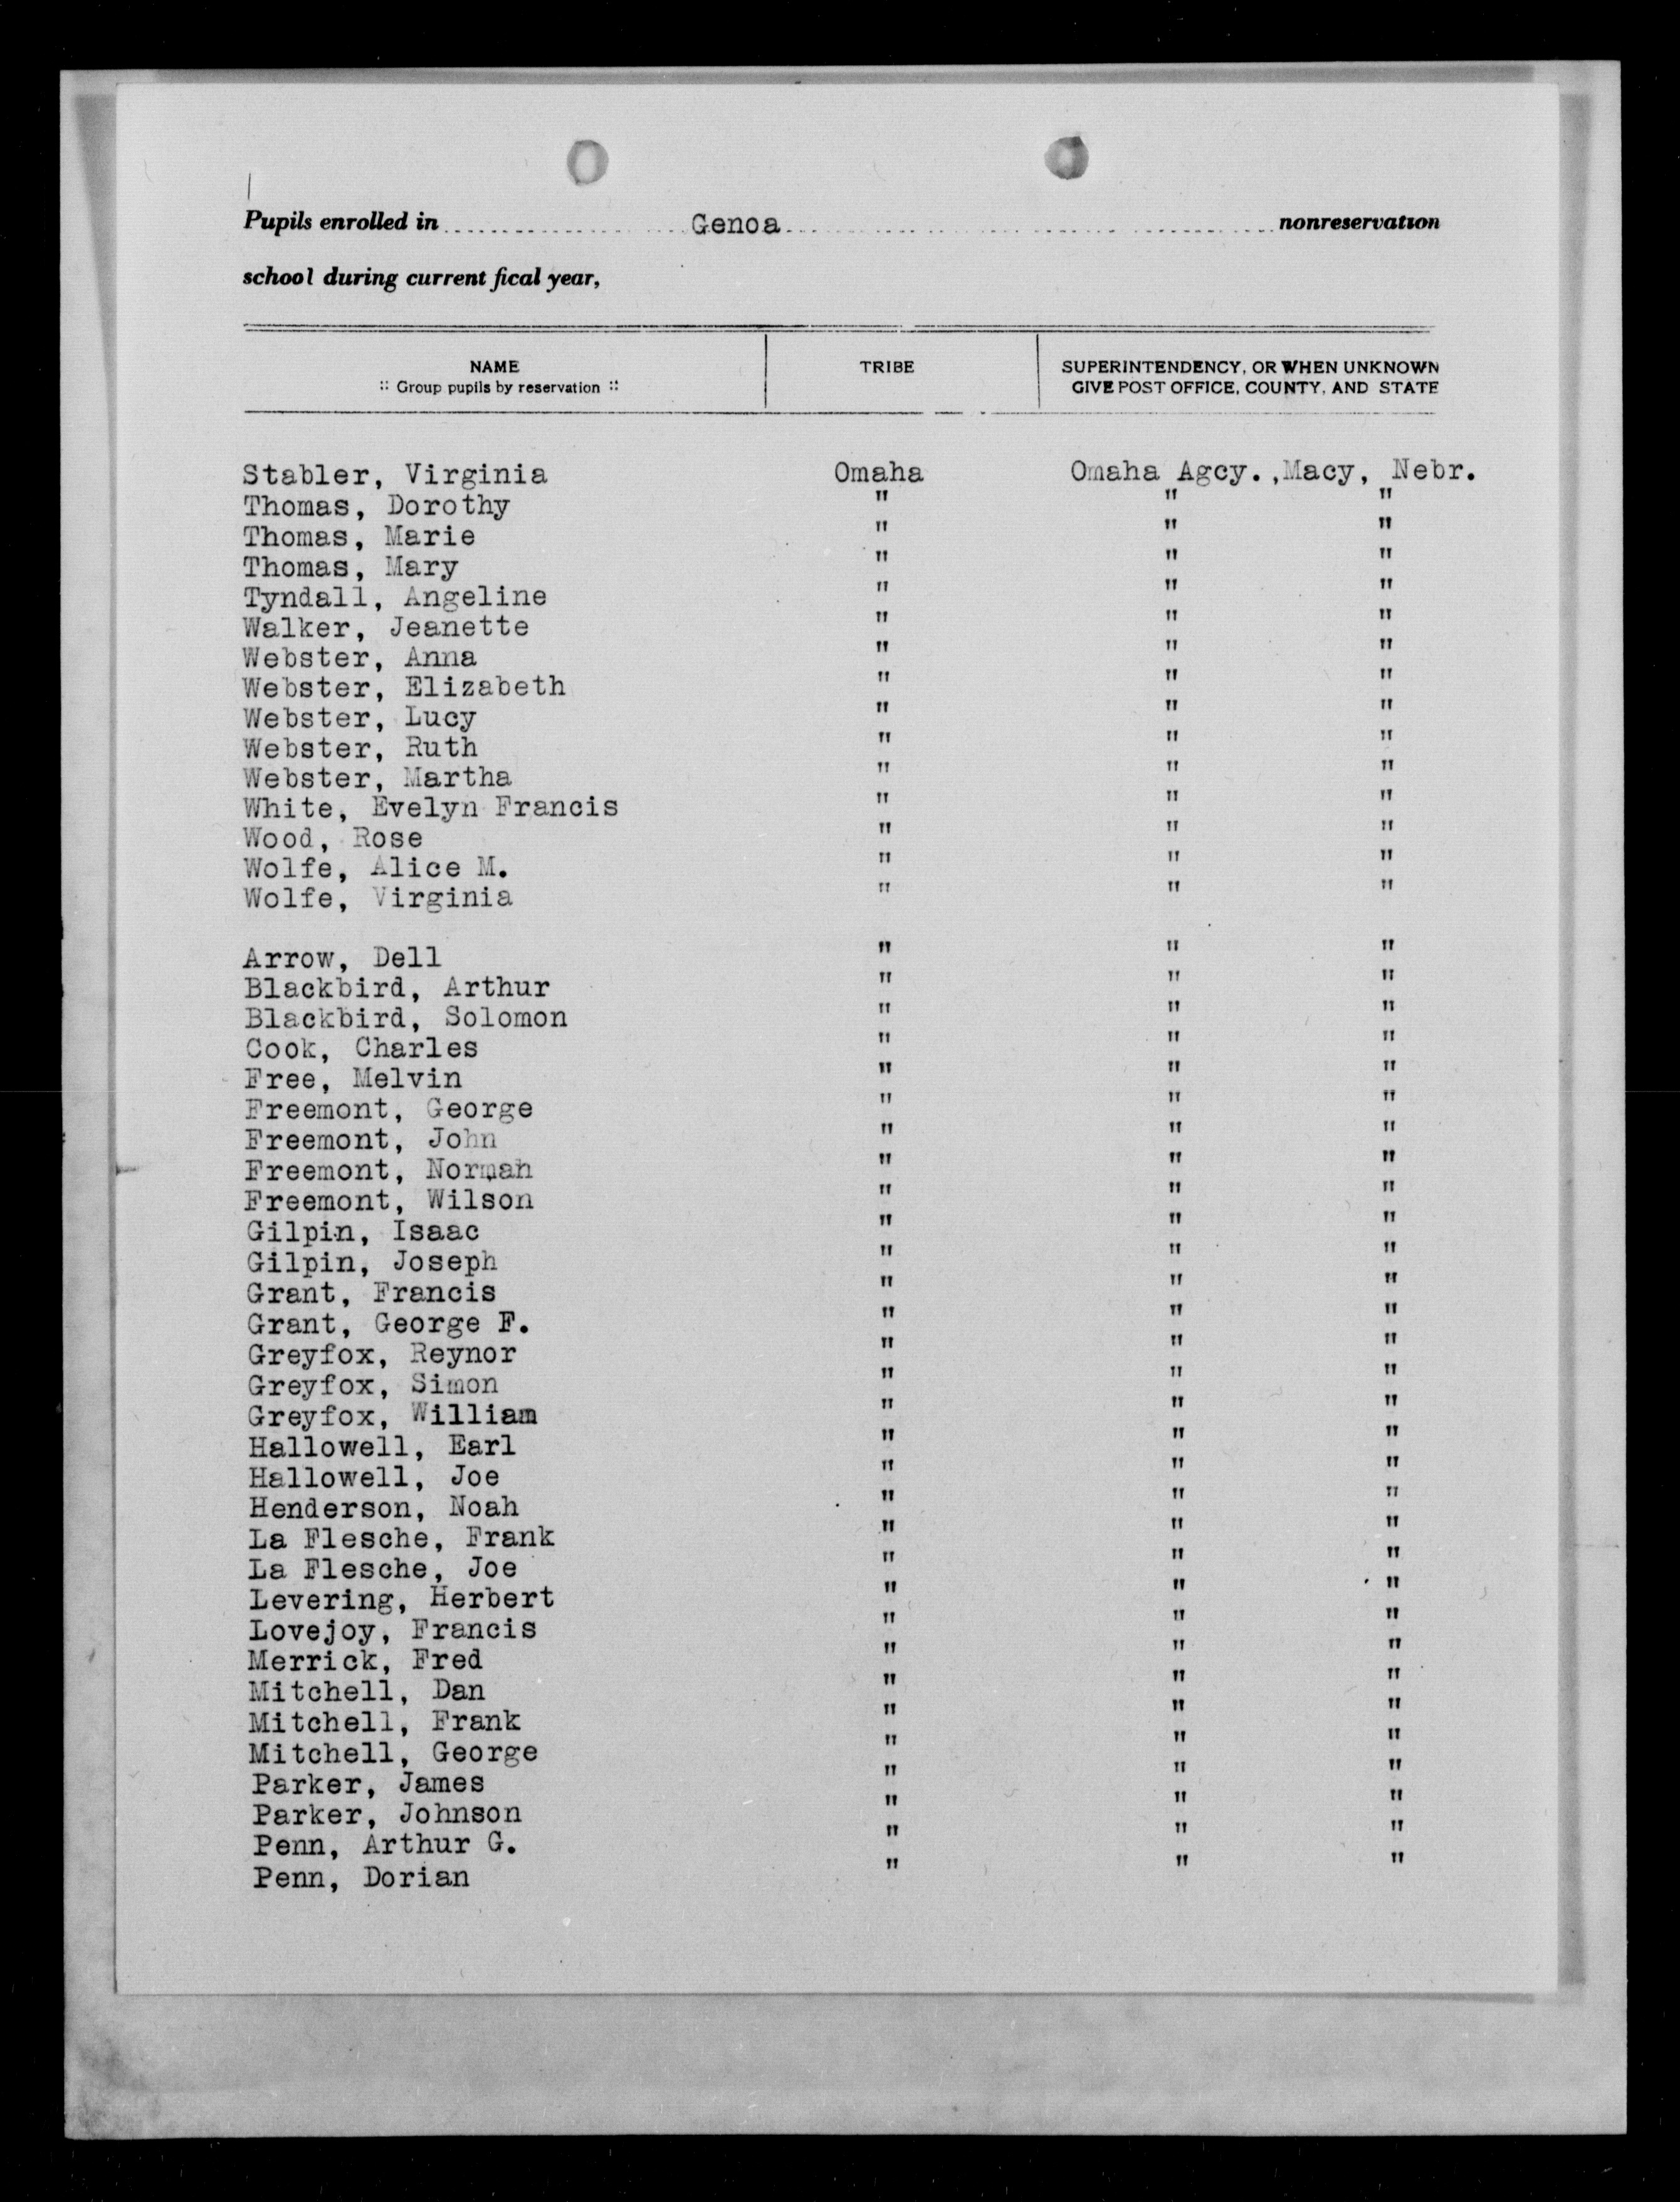 Pupils enrolled in Genoa nonreservation
school during current fical year,
NAME TRIBE SUPERINTENDENCY, OR WHEN UNKNOWN
:: Group pupils by reservation :: GIVE POST OFFICE, COUNTY, AND STATE
Stabler, Virginia Omaha Omaha Agcy.,Macy, Nebr.
Thomas, Dorothy " " "
Thomas, Marie " " "
Thomas, Mary " " "
Tyndall, Angeline " " "
Walker, Jeanette " " "
Webster, Anna " " "
Webster, Elizabeth " " "
Webster, Lucy " " "
Webster, Ruth " " "
Webster, Martha " " "
White, Evelyn Francis " " "
Wood, Rose " " "
Wolfe, Alice M. " " "
Wolfe, Virginia " " "
Arrow, Dell " " "
Blackbird, Arthur " " "
Blackbird, Solomon " " "
Cook, Charles " " "
Free, Melvin " " "
Freemont, George " " "
Freemont, John " " "
Freemont, Norman " " "
Freemont, Wilson " " "
Gilpin, Isaac " " "
Gilpin, Joseph " " "
Grant, Francis " " "
Grant, George F. " " "
Greyfox, Reynor " " "
Greyfox, Simon " " "
Greyfox, William " " "
Hallowell, Earl " " "
Hallowell, Joe " " "
Henderson, Noah " " "
La Flesche, Frank " " "
La Flesche, Joe " " "
Levering, Herbert " " "
Lovejoy, Francis " " "
Merrick, Fred " " "
Mitchell, Dan " " "
Mitchell, Frank " " "
Mitchell, George " " "
Parker, James " " "
Parker, Johnson " " "
Penn, Arthur G. " " "
Penn, Dorian " " "